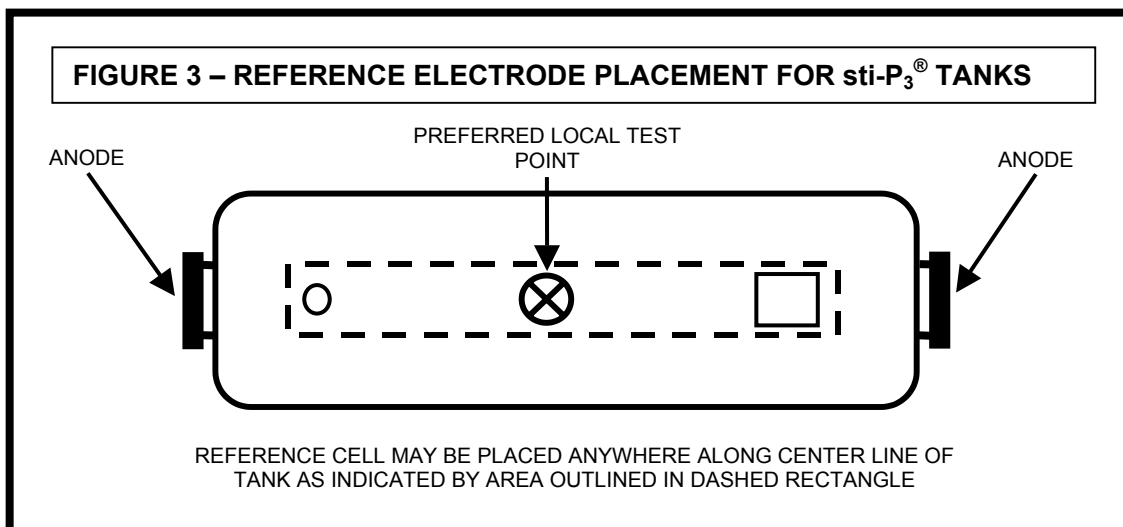 FIGURE 3 – REFERENCE ELECTRODE PLACEMENT FOR sti-P₃® TANKS
PREFERRED LOCAL TEST
POINT
ANODE
ANODE
REFERENCE CELL MAY BE PLACED ANYWHERE ALONG CENTER LINE OF
TANK AS INDICATED BY AREA OUTLINED IN DASHED RECTANGLE